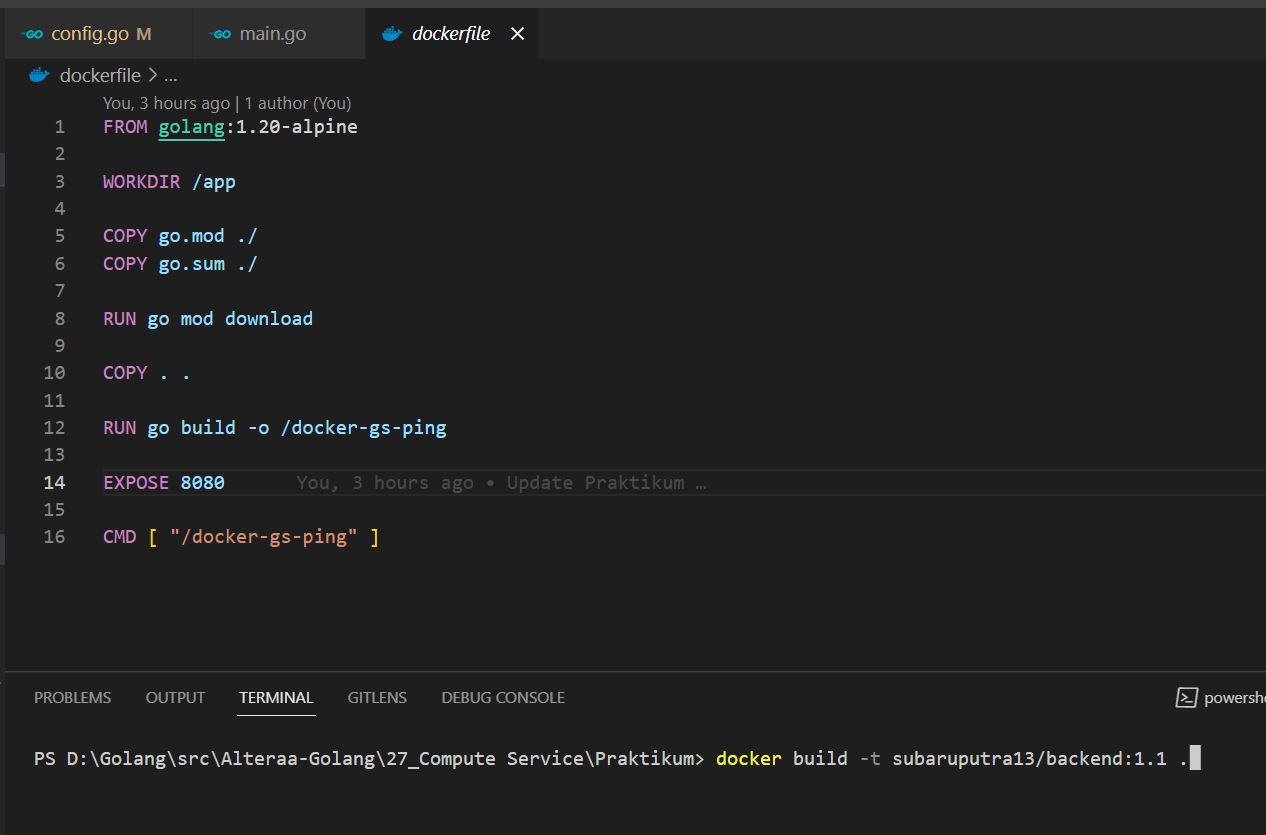 GO config.go M GO main.go dockerfile ×
dockerfile > ...
You, 3 hours ago | 1 author (You)
1 FROM golang:1.20-alpine
2
3 WORKDIR /app
4
5 COPY go.mod ./
6 COPY go.sum ./
7
8 RUN go mod download
9
10 COPY . .
11
12 RUN go build -o /docker-gs-ping
13
14 EXPOSE 8080 You, 3 hours ago • Update Praktikum …
15
16 CMD [ "/docker-gs-ping" ]
PROBLEMS OUTPUT TERMINAL GITLENS DEBUG CONSOLE powershe
PS D:\Golang\src\Alteraa-Golang\27_Compute Service\Praktikum> docker build -t subaruputra13/backend:1.1 .